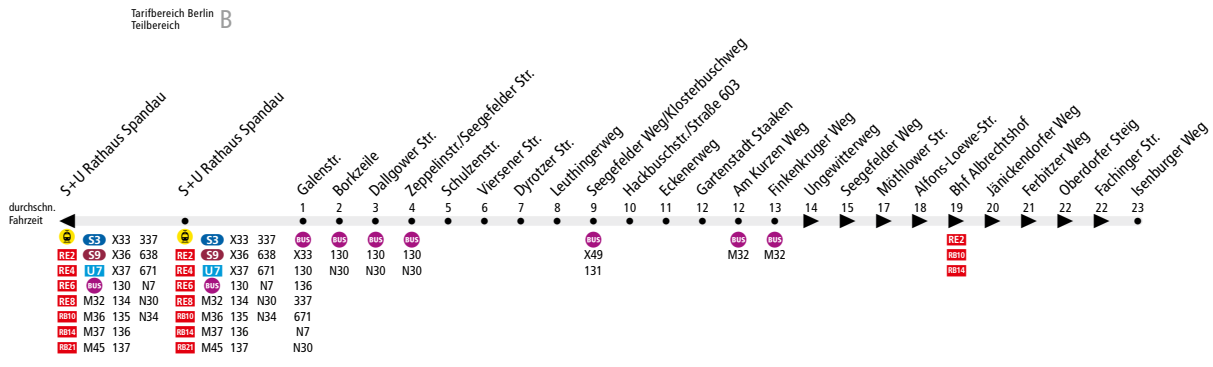 Tarifbereich Berlin
Teilbereich
B
S+U Rathaus Spandau
S+U Rathaus Spandau
Galenstr.
Borkzeile
Dallgower Str.
Zeppelinstr./Seegefelder Str.
Schulzenstr.
Viersener Str.
Dyrotzer Str.
Leuthingerweg
Seegefelder Weg/Klosterbuschweg
Hackbuschstr./Straße 603
Eckenerweg
Gartenstadt Staaken
Am Kurzen Weg
Finkenkruger Weg
Ungewitterweg
Seegefelder Weg
Möthlower Str.
Alfons-Loewe-Str.
Bhf Albrechtshof
Jänickendorfer Weg
Ferbitzer Weg
Oberdorfer Steig
Fachinger Str.
Isenburger Weg
durchschn. 1 2 3 4 5 6 7 8 9 10 11 12 12 13 14 15 17 18 19 20 21 22 22 23
Fahrzeit
S3 X33 337 S3 X33 337 BUS BUS BUS BUS BUS BUS BUS RE2
RE2 S9 X36 638 RE2 S9 X36 638 X33 130 130 130 X49 M32 M32 RB10
RE4 U7 X37 671 RE4 U7 X37 671 130 N30 N30 N30 131 RB14
RE6 BUS 130 N7 RE6 BUS 130 N7 136
RE8 M32 134 N30 RE8 M32 134 N30 337
RB10 M36 135 N34 RB10 M36 135 N34 671
RB14 M37 136 RB14 M37 136 N7
RB21 M45 137 RB21 M45 137 N30